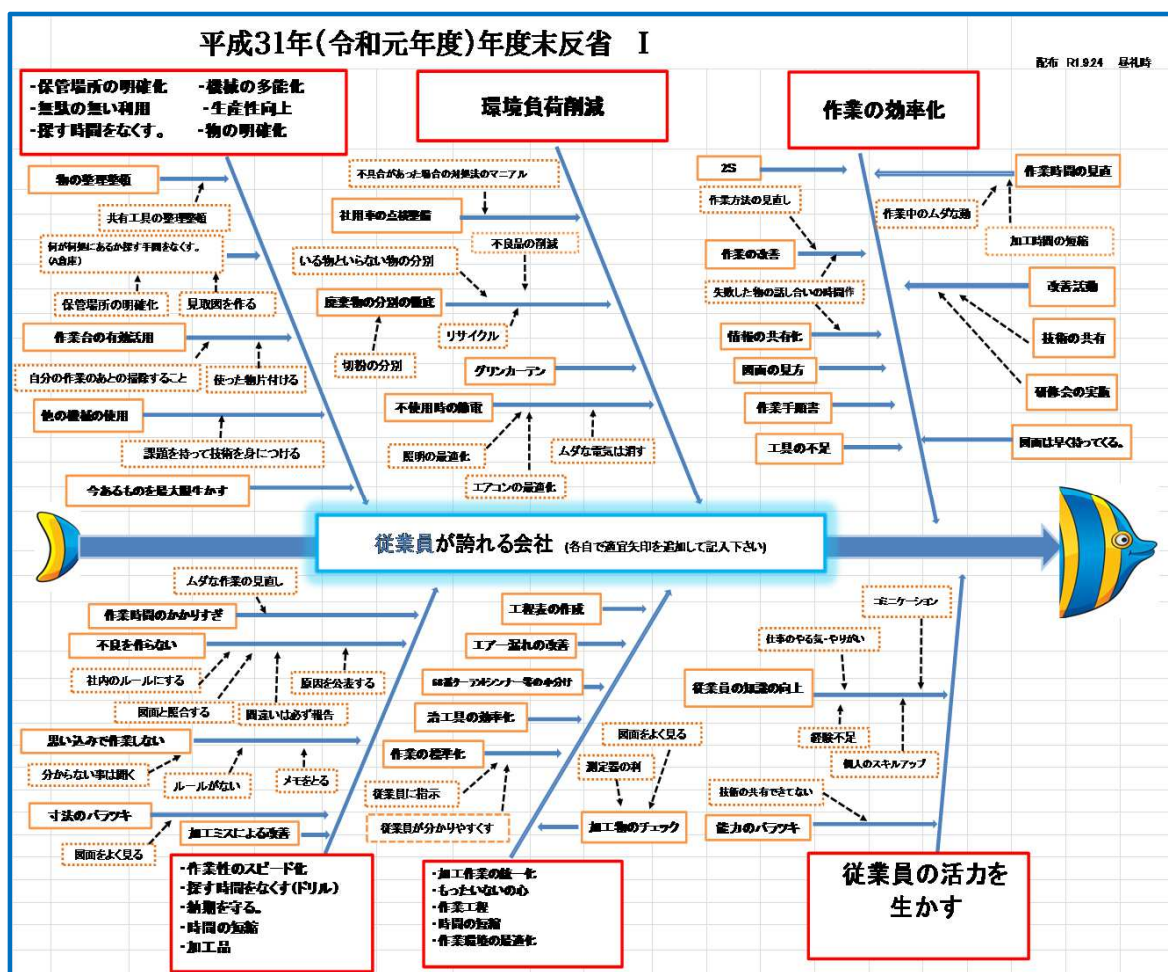 平成31年(令和元年度)年度末反省 Ⅰ
配布 R1.9.24 昼礼時
-保管場所の明確化 -機械の多能化
-無駄の無い利用 -生産性向上
-探す時間をなくす。 -物の明確化
環境負荷削減
作業の効率化
物の整理整頓
共有工具の整理整頓
何が何処にあるか探す手間をなくす。
(A倉庫)
保管場所の明確化
見取図を作る
作業台の有効活用
自分の作業のあとの掃除すること
使った物片付ける
他の機械の使用
課題を持って技術を身につける
今あるものを最大限生かす
不具合があった場合の対処法のマニアル
社用車の点検整備
不良品の削減
いる物といらない物の分別
廃棄物の分別の徹底
リサイクル
切粉の分別
グリンカーテン
不使用時の節電
照明の最適化
ムダな電気は消す
エアコンの最適化
2S
作業時間の見直
作業方法の見直し
作業中のムダな動
加工時間の短縮
作業の改善
失敗した物の話し合いの時間作
改善活動
情報の共有化
技術の共有
図面の見方
研修会の実施
作業手順書
工具の不足
図面は早く持ってくる。
従業員が誇れる会社 (各自で適宜矢印を追加して記入下さい)
ムダな作業の見直し
作業時間のかかりすぎ
不良を作らない
社内のルールにする
原因を公表する
図面と照合する
間違いは必ず報告
思い込みで作業しない
分からない事は聞く
ルールがない
メモをとる
寸法のバラツキ
加工ミスによる改善
図面をよく見る
工程表の作成
エアー漏れの改善
治工具の効率化
作業の標準化
図面をよく見る
測定器の利
従業員に指示
従業員が分かりやすくす
加工物のチェック
コミニケーション
仕事のやる気・やりがい
従業員の知識の向上
経験不足
個人のスキルアップ
技術の共有できてない
能力のバラツキ
-作業性のスピード化
-探す時間をなくす(ドリル)
-納期を守る。
-時間の短縮
-加工品
-加工作業の統一化
-もったいないの心
-作業工程
-時間の短縮
-作業環境の最適化
従業員の活力を
生かす